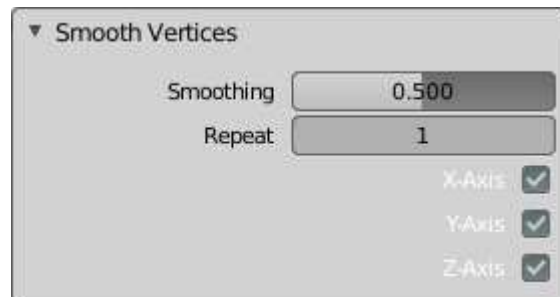 Smooth Vertices
Smoothing 0.500
Repeat 1
X-Axis
Y-Axis
Z-Axis